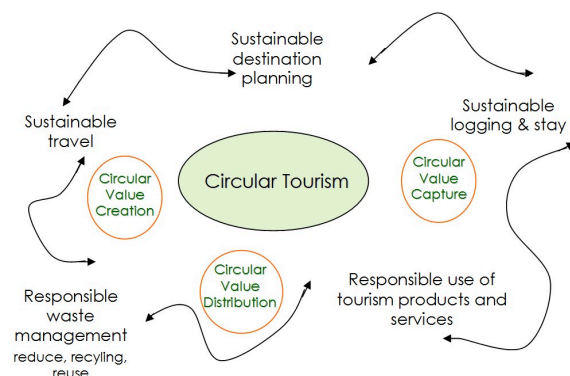 Sustainable
destination
planning
Sustainable
travel
Sustainable
logging & stay
Circular
Value
Creation
Circular Tourism
Circular
Value
Capture
Circular
Value
Distribution
Responsible
waste
management
reduce, recyling,
reuse
Responsible use of
tourism products and
services